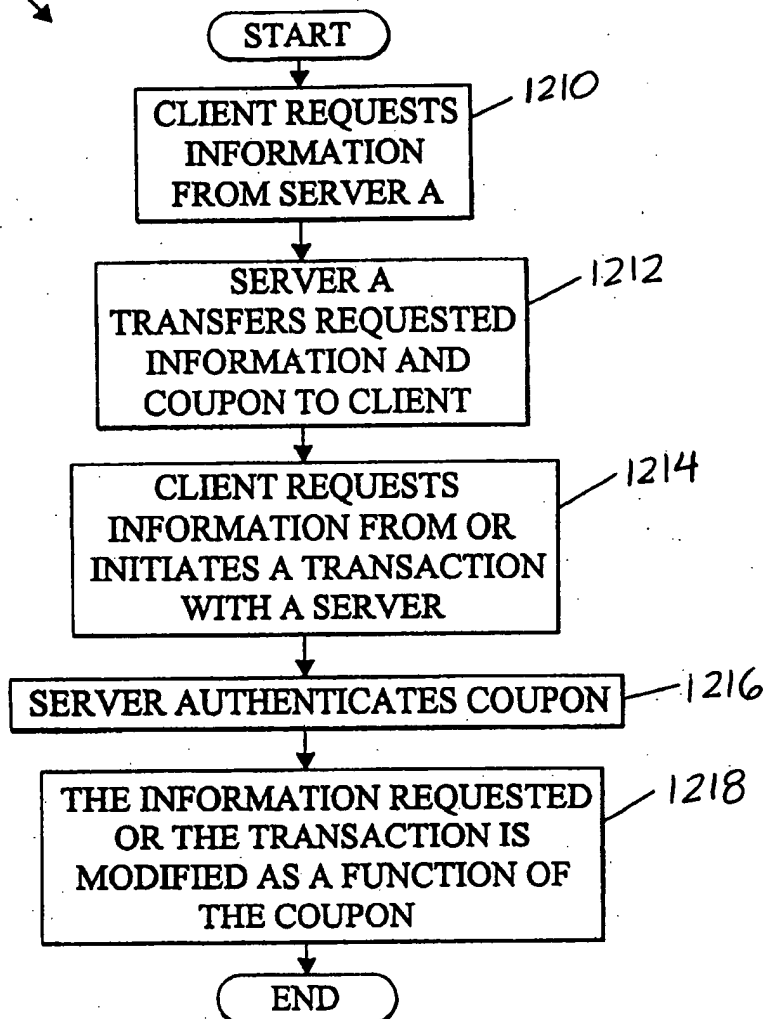 START
CLIENT REQUESTS
INFORMATION
FROM SERVER A
1210
SERVER A
TRANSFERS REQUESTED
INFORMATION AND
COUPON TO CLIENT
1212
CLIENT REQUESTS
INFORMATION FROM OR
INITIATES A TRANSACTION
WITH A SERVER
1214
SERVER AUTHENTICATES COUPON
1216
THE INFORMATION REQUESTED
OR THE TRANSACTION IS
MODIFIED AS A FUNCTION OF
THE COUPON
1218
END